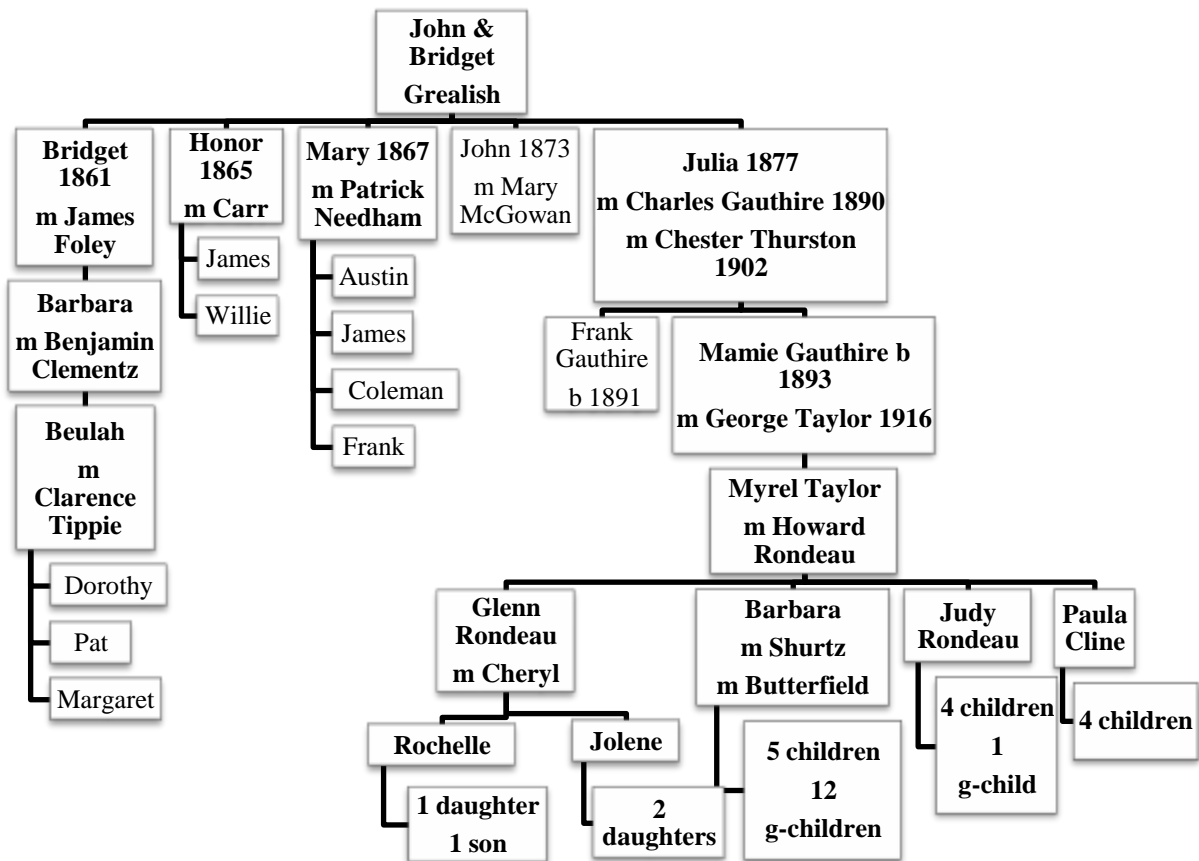 John &
Bridget
Grealish
Bridget
1861
m James
Foley
Honor
1865
m Carr
Mary 1867
m Patrick
Needham
John 1873
m Mary
McGowan
Julia 1877
m Charles Gauthire 1890
m Chester Thurston
1902
James
Willie
Austin
James
Coleman
Frank
Barbara
m Benjamin
Clementz
Beulah
m
Clarence
Tippie
Dorothy
Pat
Margaret
Frank
Gauthire
b 1891
Mamie Gauthire b
1893
m George Taylor 1916
Myrel Taylor
m Howard
Rondeau
Glenn
Rondeau
m Cheryl
Barbara
m Shurtz
m Butterfield
Judy
Rondeau
Paula
Cline
Rochelle
Jolene
1 daughter
1 son
2
daughters
5 children
12
g-children
4 children
1
g-child
4 children